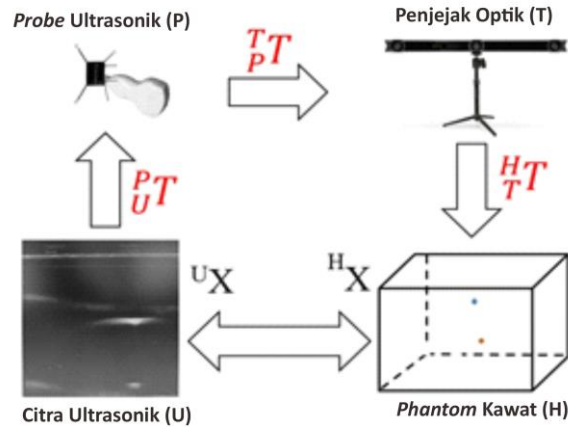 Probe Ultrasonik (P)
Penjejak Optik (T)
T P T
P U T
H T T
U X
H X
Citra Ultrasonik (U)
Phantom Kawat (H)